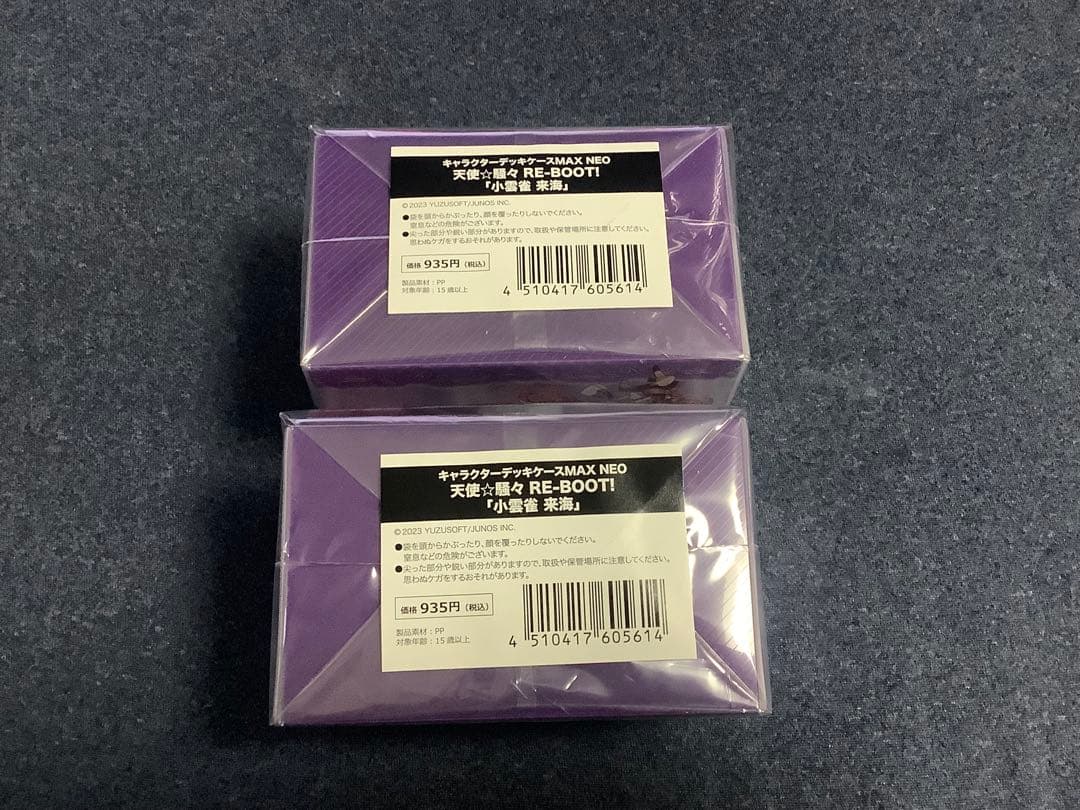 キャラクターデッキケースMAX NEO
天使☆騒々 RE-BOOT!
「小雲雀 来海」
©2023 YUZUSOFT/JUNOS INC.
●袋を頭からかぶったり、顔を覆ったりしないでください。
窒息などの危険がございます。
●尖った部分や鋭い部分がありますので、取扱や保管場所に注意してください。
思わぬケガをするおそれがあります。
価格 935円(税込)
製品素材:PP
対象年齢:15歳以上
4 510417 605614
キャラクターデッキケースMAX NEO
天使☆騒々 RE-BOOT!
「小雲雀 来海」
©2023 YUZUSOFT/JUNOS INC.
●袋を頭からかぶったり、顔を覆ったりしないでください。
窒息などの危険がございます。
●尖った部分や鋭い部分がありますので、取扱や保管場所に注意してください。
思わぬケガをするおそれがあります。
価格 935円(税込)
製品素材:PP
対象年齢:15歳以上
4 510417 605614